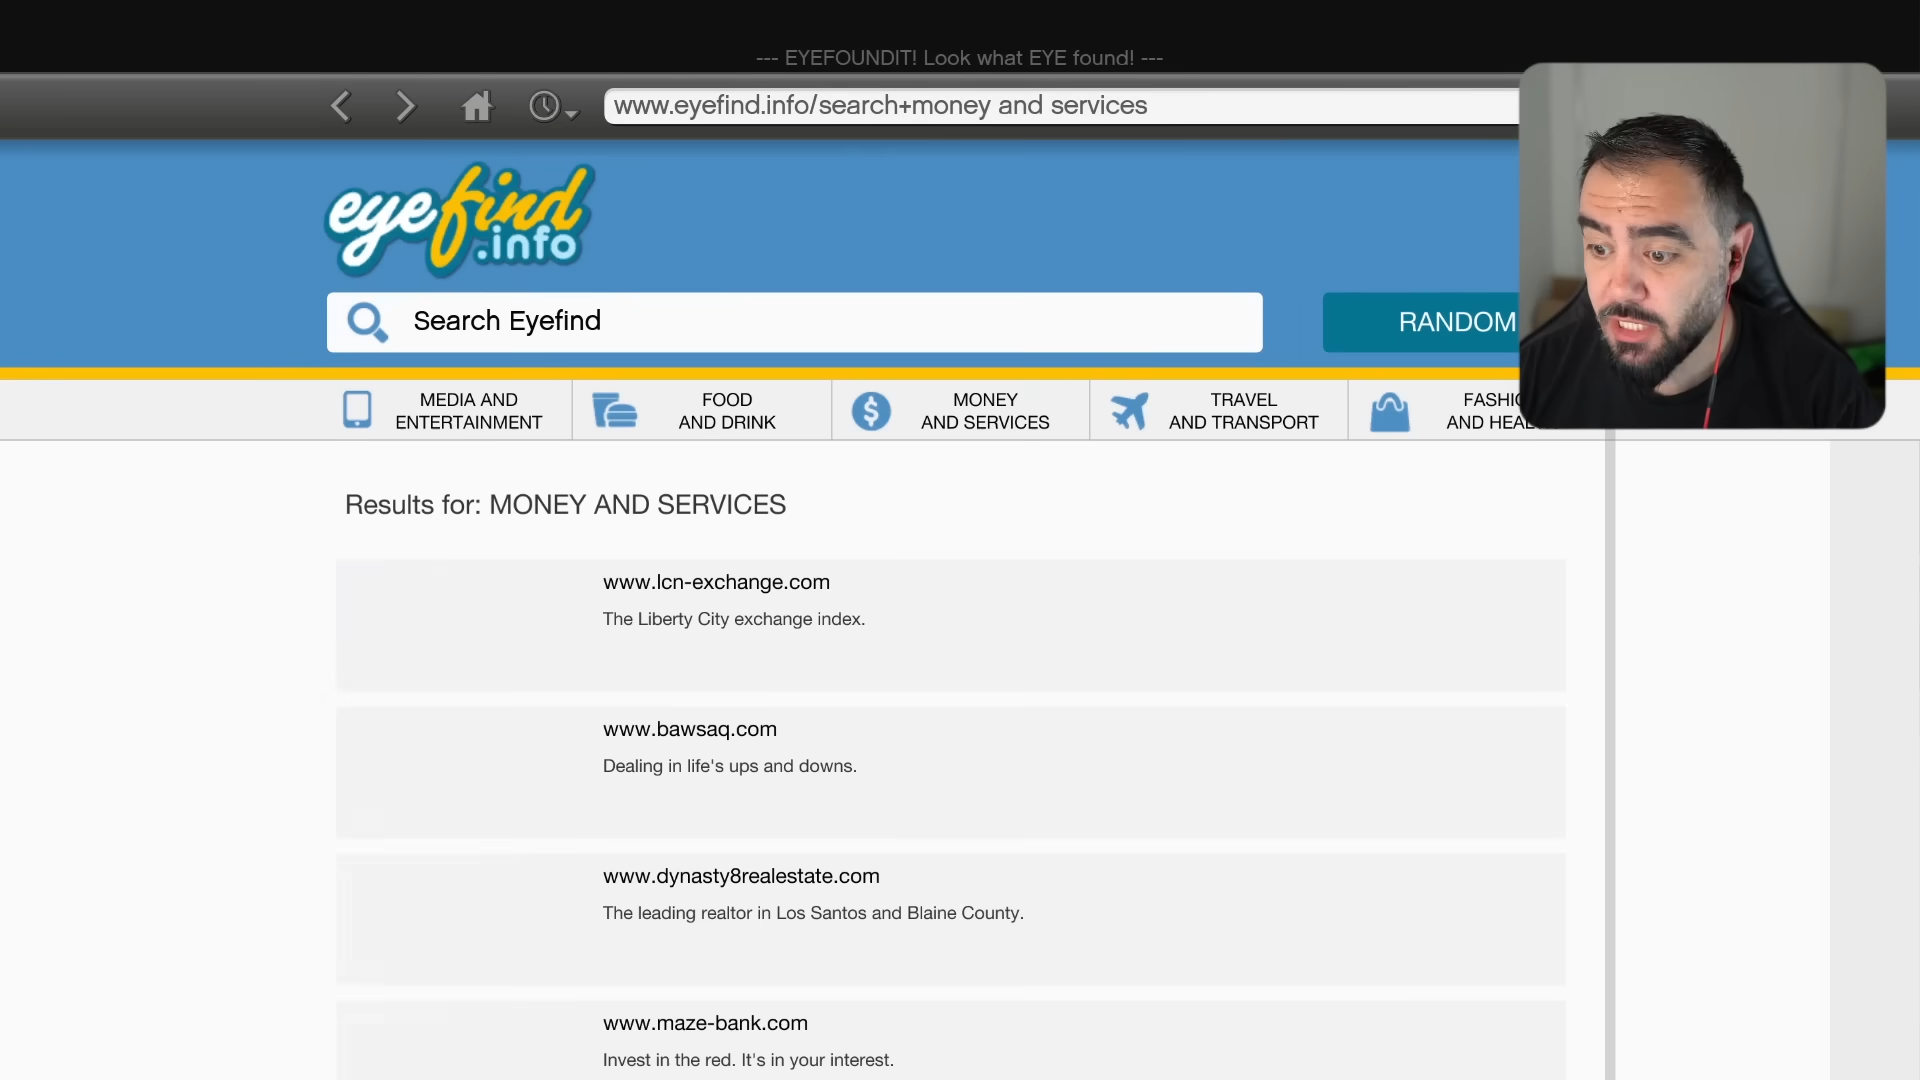 --- EYEFOUNDIT! Look what EYE found! ---
www.eyefind.info/search+money and services
eyefind
.info
Search Eyefind
RANDOM
MEDIA AND
ENTERTAINMENT
FOOD
AND DRINK
MONEY
AND SERVICES
TRAVEL
AND TRANSPORT
Results for: MONEY AND SERVICES
www.lcn-exchange.com
The Liberty City exchange index.
www.bawsaq.com
Dealing in life's ups and downs.
www.dynasty8realestate.com
The leading realtor in Los Santos and Blaine County.
www.maze-bank.com
Invest in the red. It's in your interest.